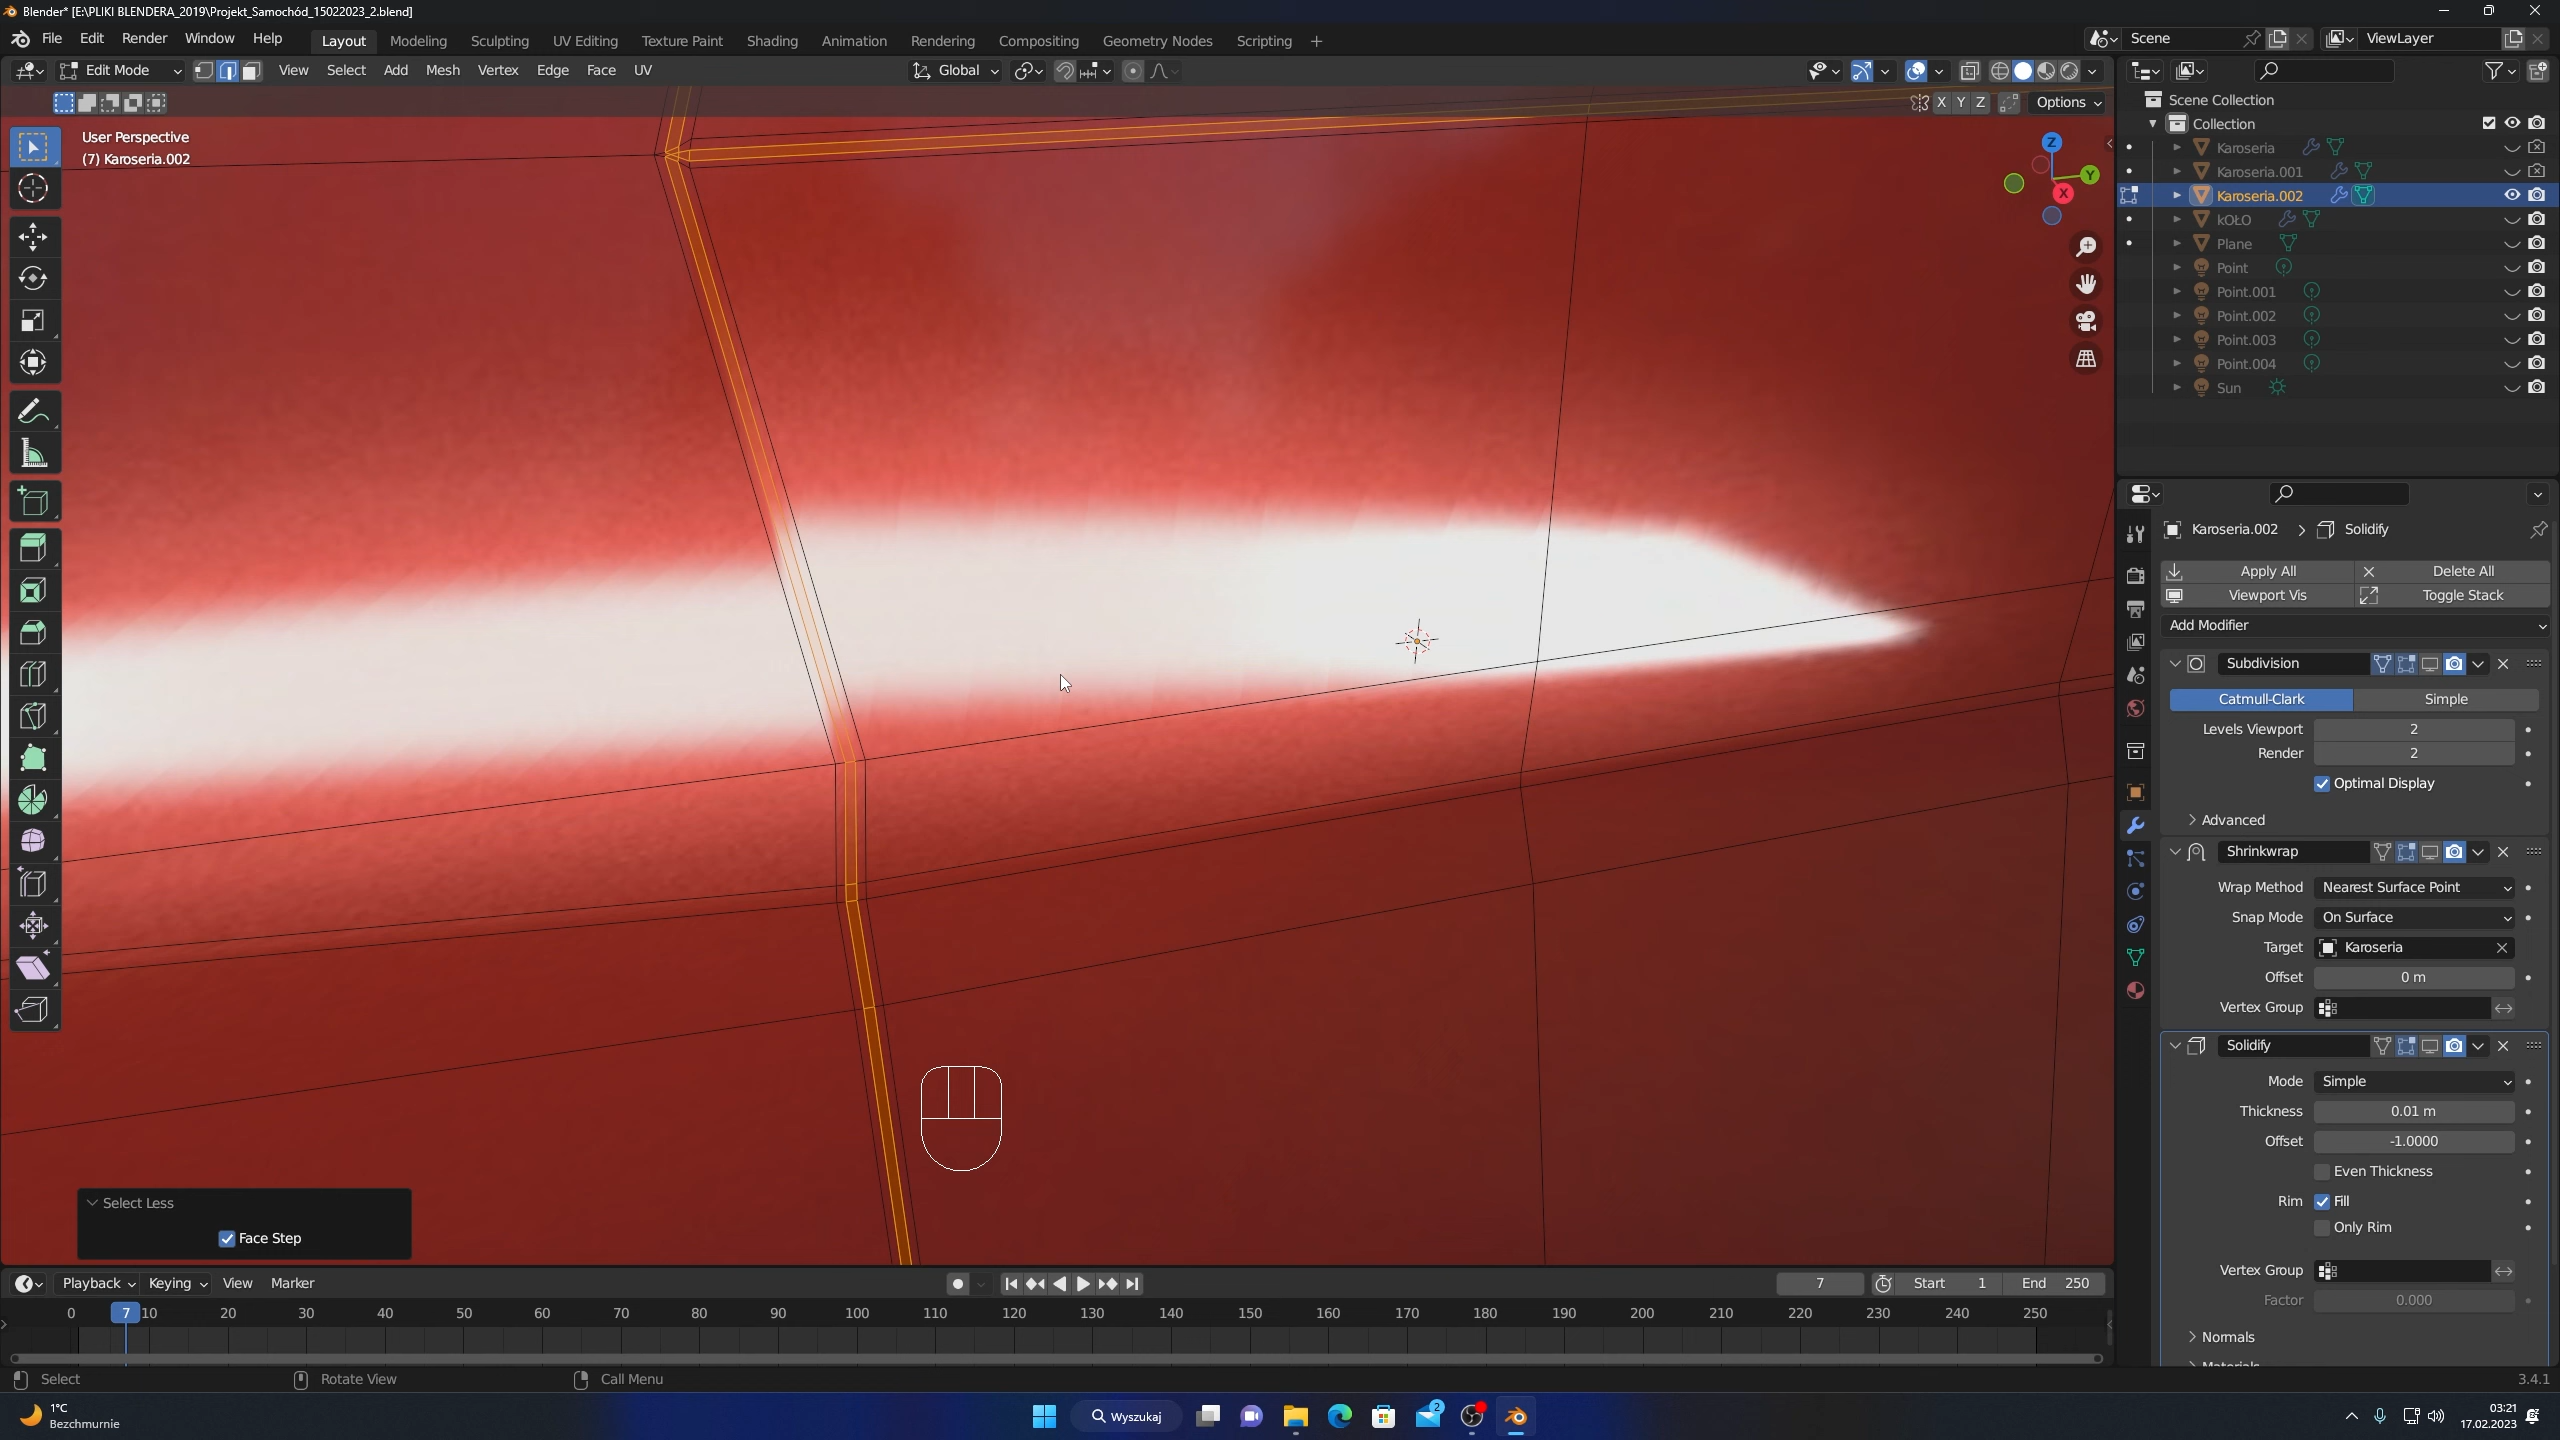 Blender* [E:\PLIKI BLENDERA_2019\Projekt_Samochód_15022023_2.blend]
File Edit Render Window Help Layout Modeling Sculpting UV Editing Texture Paint Shading Animation Rendering Compositing Geometry Nodes Scripting + Scene ViewLayer
Edit Mode View Select Add Mesh Vertex Edge Face UV Global
X Y Z Options
User Perspective
(7) Karoseria.002
Z
Y
X
Scene Collection
Collection
Karoseria
Karoseria.001
Karoseria.002
kOŁO
Plane
Point
Point.001
Point.002
Point.003
Point.004
Sun
Karoseria.002 > Solidify
Apply All Delete All
Viewport Vis Toggle Stack
Add Modifier
Subdivision
Catmull-Clark Simple
Levels Viewport 2
Render 2
Optimal Display
Advanced
Shrinkwrap
Wrap Method Nearest Surface Point
Snap Mode On Surface
Target Karoseria
Offset 0 m
Vertex Group
Solidify
Mode Simple
Thickness 0.01 m
Offset -1.0000
Even Thickness
Rim Fill
Only Rim
Vertex Group
Factor 0.000
Normals
Materials
Select Less
Face Step
Playback Keying View Marker 7 Start 1 End 250
0 7 10 20 30 40 50 60 70 80 90 100 110 120 130 140 150 160 170 180 190 200 210 220 230 240 250
Select Rotate View Call Menu 3.4.1
1°C
Bezchmurnie
Wyszukaj
2
03:21
17.02.2023